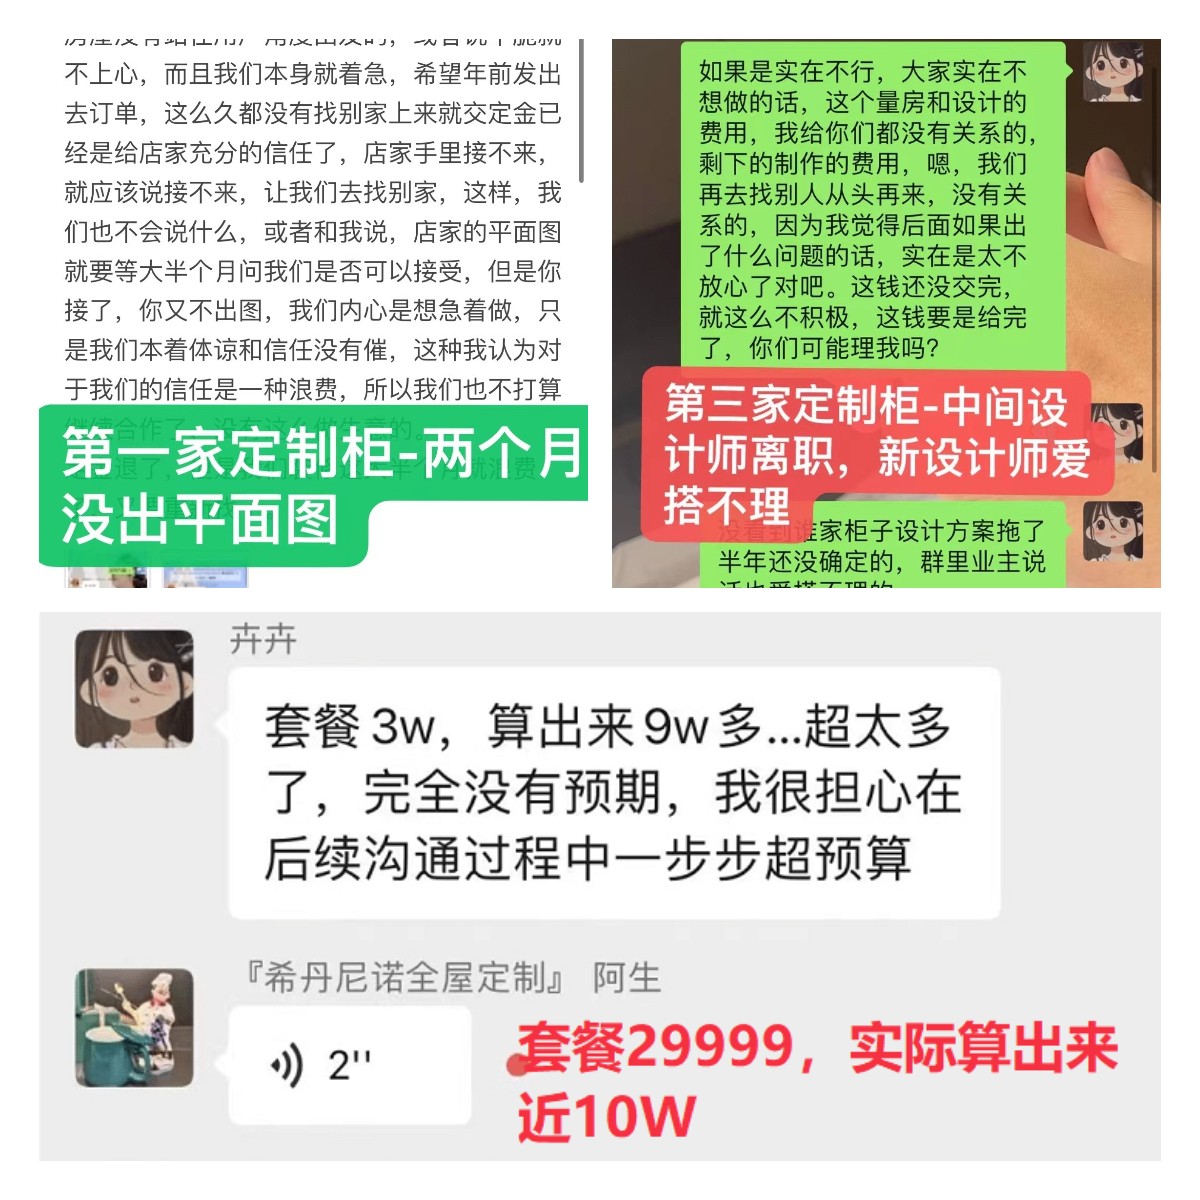 不上心，而且我们本身就着急，希望年前发出
去订单，这么久都没有找别家上来就交定金已
经是给店家充分的信任了，店家手里接不来，
就应该说接不来，让我们去找别家，这样，我
们也不会说什么，或者和我说，店家的平面图
就要等大半个月问我们是否可以接受，但是你
接了，你又不出图，我们内心是想急着做，只
是我们本着体谅和信任没有催，这种我认为对
于我们的信任是一种浪费，所以我们也不打算
第一家定制柜-两个月
没出平面图
如果是实在不行，大家实在不
想做的话，这个量房和设计的
费用，我给你们都没有关系的，
剩下的制作的费用，嗯，我们
再去找别人从头再来，没有关
系的，因为我觉得后面如果出
了什么问题的话，实在是太不
放心了对吧。这钱还没交完，
就这么不积极，这钱要是给完
了，你们可能理我吗？
第三家定制柜-中间设
计师离职，新设计师爱
搭不理
没看到谁家柜子设计方案拖了
半年还没确定的，群里业主说
卉卉
套餐3w，算出来9w多...超太多
了，完全没有预期，我很担心在
后续沟通过程中一步步超预算
『希丹尼诺全屋定制』 阿生
2''
套餐29999，实际算出来
近10W